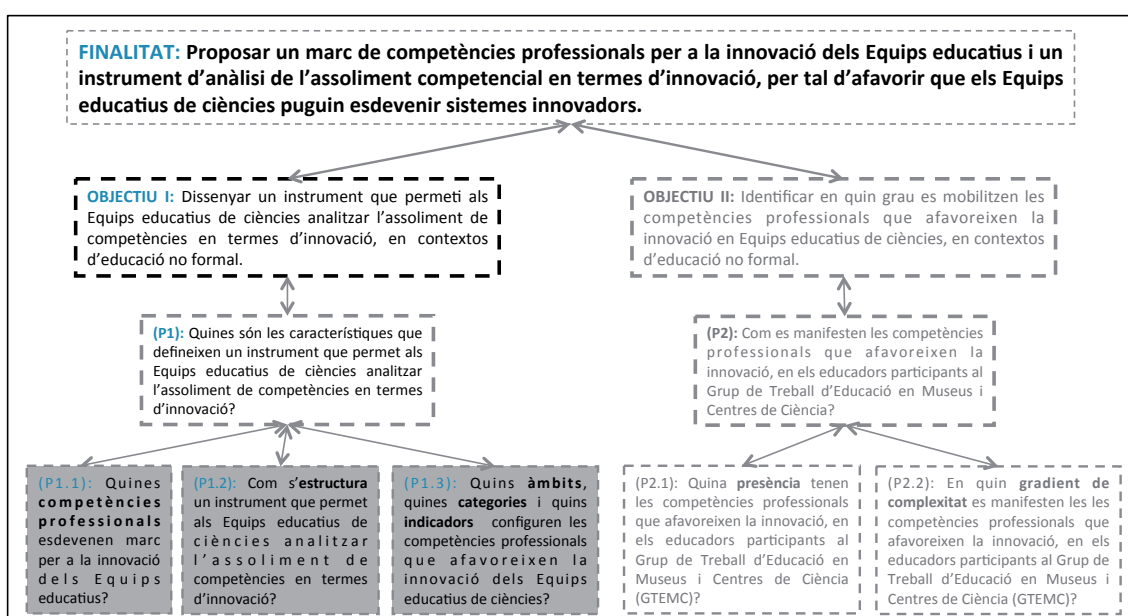 FINALITAT: Proposar un marc de competències professionals per a la innovació dels Equips educatius i un
instrument d'anàlisi de l'assoliment competencial en termes d'innovació, per tal d'afavorir que els Equips
educatius de ciències puguin esdevenir sistemes innovadors.
OBJECTIU I: Dissenyar un instrument que permeti als
Equips educatius de ciències analitzar l'assoliment de
competències en termes d'innovació, en contextos
d'educació no formal.
OBJECTIU II: Identificar en quin grau es mobilitzen les
competències professionals que afavoreixen la
innovació en Equips educatius de ciències, en contextos
d'educació no formal.
(P1): Quines són les característiques que
defineixen un instrument que permet als
Equips educatius de ciències analitzar
l'assoliment de competències en termes
d'innovació?
(P2): Com es manifesten les competències
professionals que afavoreixen la
innovació, en els educadors participants al
Grup de Treball d'Educació en Museus i
Centres de Ciència?
(P1.1): Quines
competències
professionals
esdevenen marc
per a la innovació
dels Equips
educatius?
(P1.2): Com s'estructura
un instrument que permet
als Equips educatius de
ciències analitzar
l'assoliment de
competències en termes
d'innovació?
(P1.3): Quins àmbits,
quines categories i quins
indicadors configuren les
competències professionals
que afavoreixen la
innovació dels Equips
educatius de ciències?
(P2.1): Quina presència tenen
les competències professionals
que afavoreixen la innovació, en
els educadors participants al
Grup de Treball d'Educació en
Museus i Centres de Ciència
(GTEMC)?
(P2.2): En quin gradient de
complexitat es manifesten les les
competències professionals que
afavoreixen la innovació, en els
educadors participants al Grup de
Treball d'Educació en Museus i
Centres de Ciència (GTEMC)?